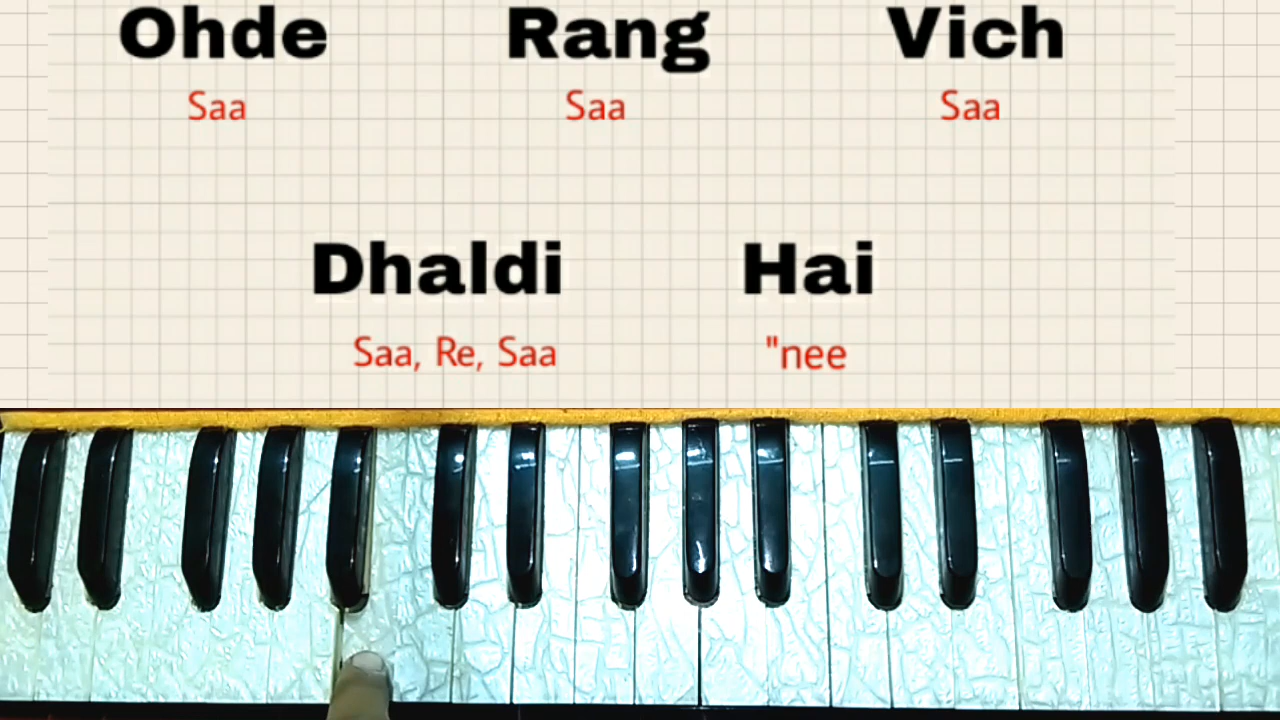 Ohde Rang Vich
Saa Saa Saa
Dhaldi Hai
Saa, Re, Saa "nee